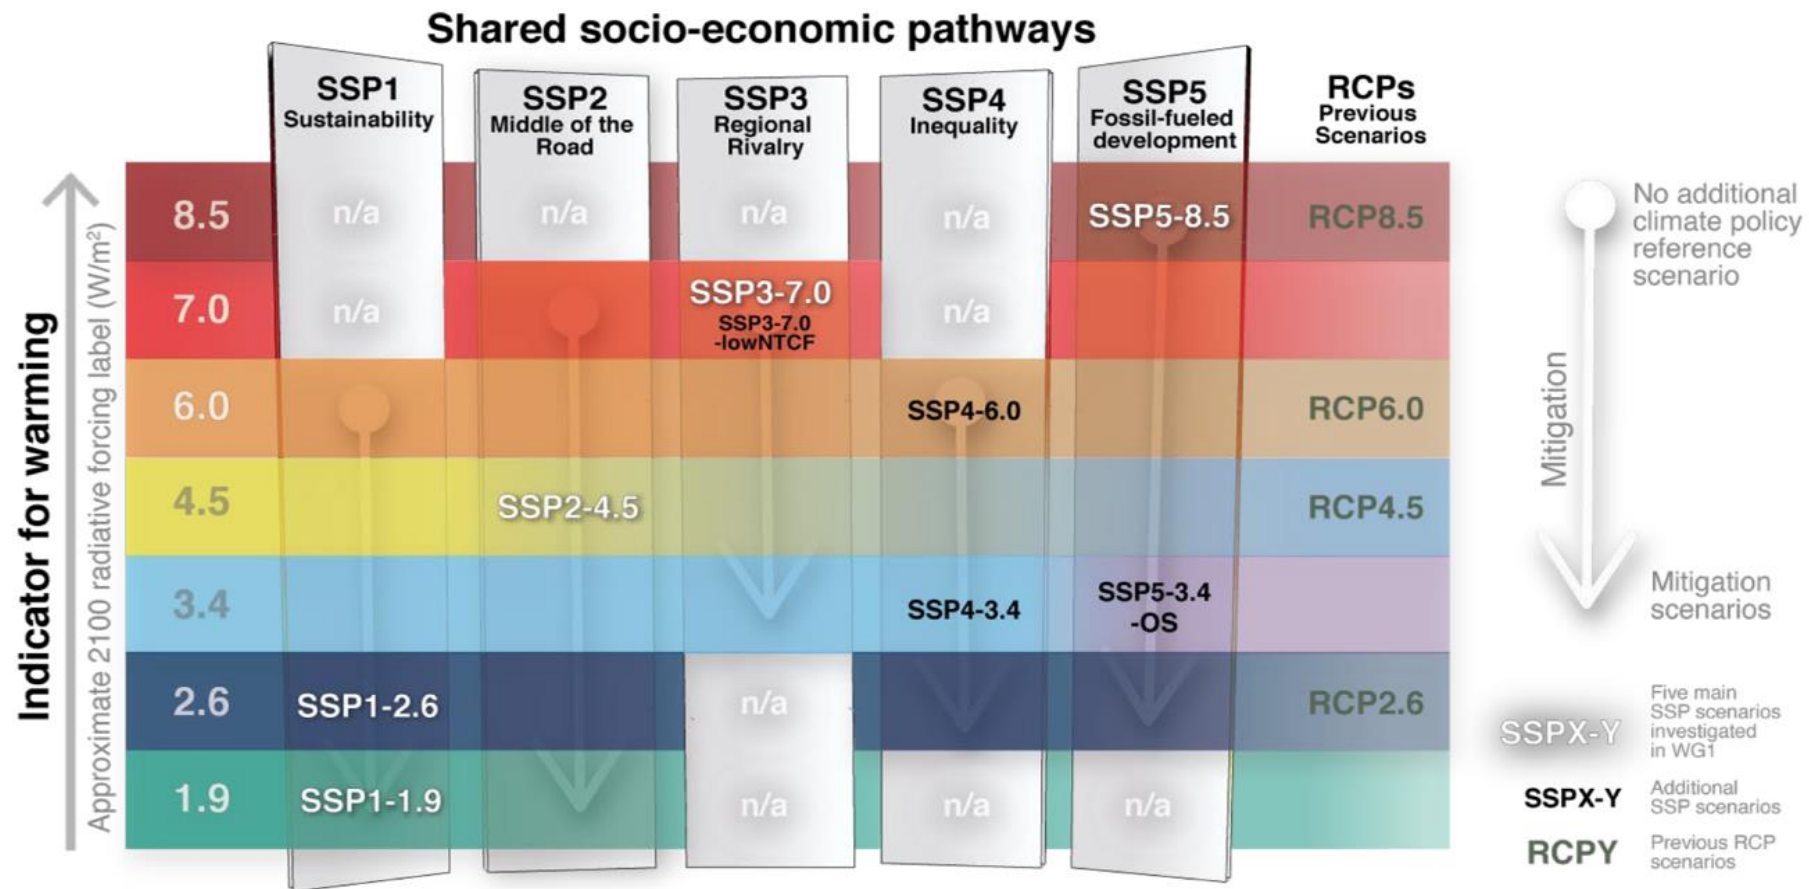 Shared socio-economic pathways
SSP1
Sustainability
SSP2
Middle of the
Road
SSP3
Regional
Rivalry
SSP4
Inequality
SSP5
Fossil-fueled
development
RCPs
Previous
Scenarios
Indicator for warming
Approximate 2100 radiative forcing label (W/m²)
8.5
n/a
n/a
n/a
n/a
SSP5-8.5
RCP8.5
7.0
n/a
SSP3-7.0
SSP3-7.0
-lowNTCF
n/a
6.0
SSP4-6.0
RCP6.0
4.5
SSP2-4.5
RCP4.5
3.4
SSP4-3.4
SSP5-3.4
-OS
2.6
SSP1-2.6
n/a
RCP2.6
1.9
SSP1-1.9
n/a
n/a
n/a
No additional
climate policy
reference
scenario
Mitigation
Mitigation
scenarios
SSPX-Y
Five main
SSP scenarios
investigated
in WG1
SSPX-Y
Additional
SSP scenarios
RCPY
Previous RCP
scenarios